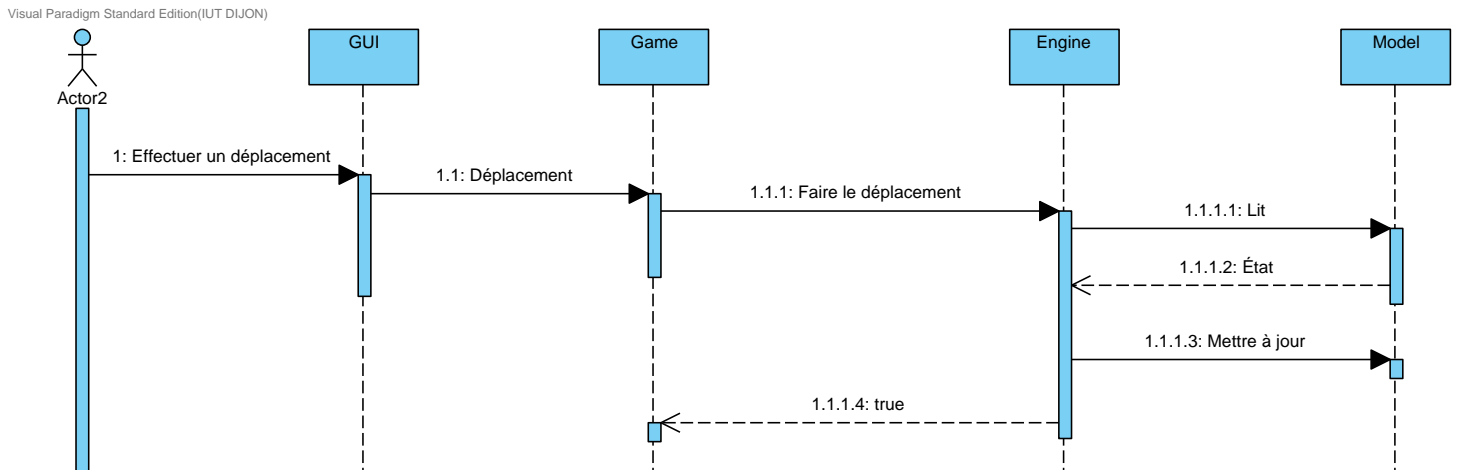 Visual Paradigm Standard Edition(IUT DIJON)
GUI
Game
Engine
Model
Actor2
1: Effectuer un déplacement
1.1: Déplacement
1.1.1: Faire le déplacement
1.1.1.1: Lit
1.1.1.2: État
1.1.1.3: Mettre à jour
1.1.1.4: true